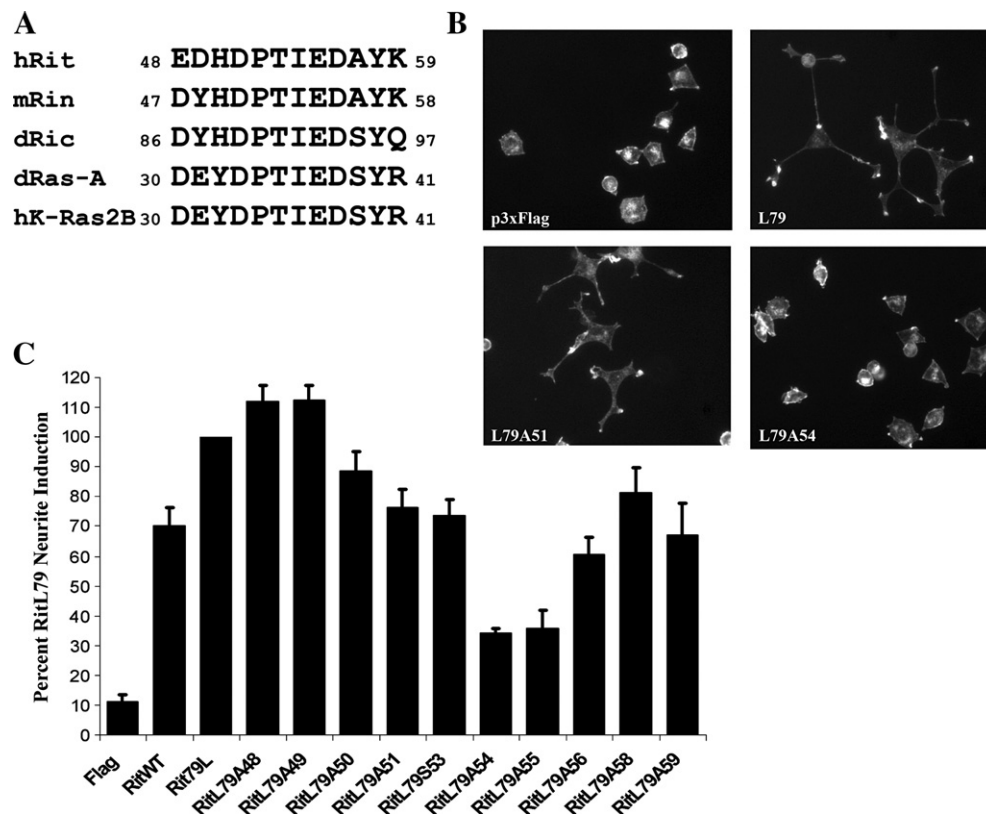 A
hRit 48 EDHDPTIEDAYK 59
mRin 47 DYHDPTIEDAYK 58
dRic 86 DYHDPTIEDSYQ 97
dRas-A 30 DEYDPTIEDSYR 41
hK-Ras2B 30 DEYDPTIEDSYR 41
B
p3xFlag
L79
L79A51
L79A54
C
Percent RitL79 Neurite Induction
120
110
100
90
80
70
60
50
40
30
20
10
0
Flag
RitWT
Rit79L
RitL79A48
RitL79A49
RitL79A50
RitL79A51
RitL79S53
RitL79A54
RitL79A55
RitL79A56
RitL79A58
RitL79A59